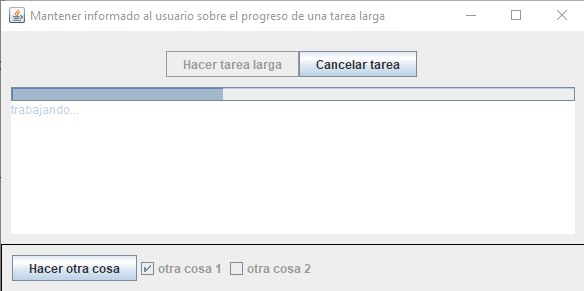 Mantener informado al usuario sobre el progreso de una tarea larga
Hacer tarea larga Cancelar tarea
trabajando...
Hacer otra cosa otra cosa 1 otra cosa 2